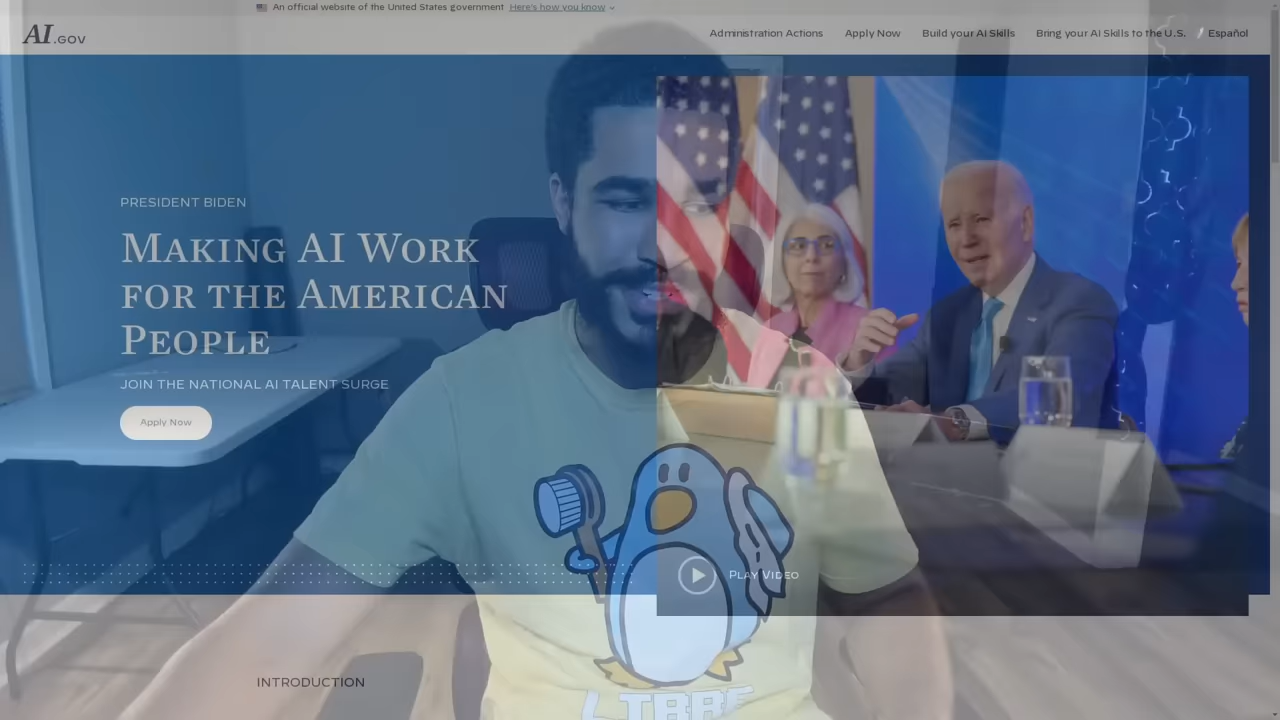 An official website of the United States government Here's how you know
AI.GOV
Administration Actions Apply Now Build your AI Skills Bring your AI Skills to the U.S. Español
PRESIDENT BIDEN
MAKING AI WORK
FOR THE AMERICAN
PEOPLE
JOIN THE NATIONAL AI TALENT SURGE
Apply Now
PLAY VIDEO
INTRODUCTION
LIBRE